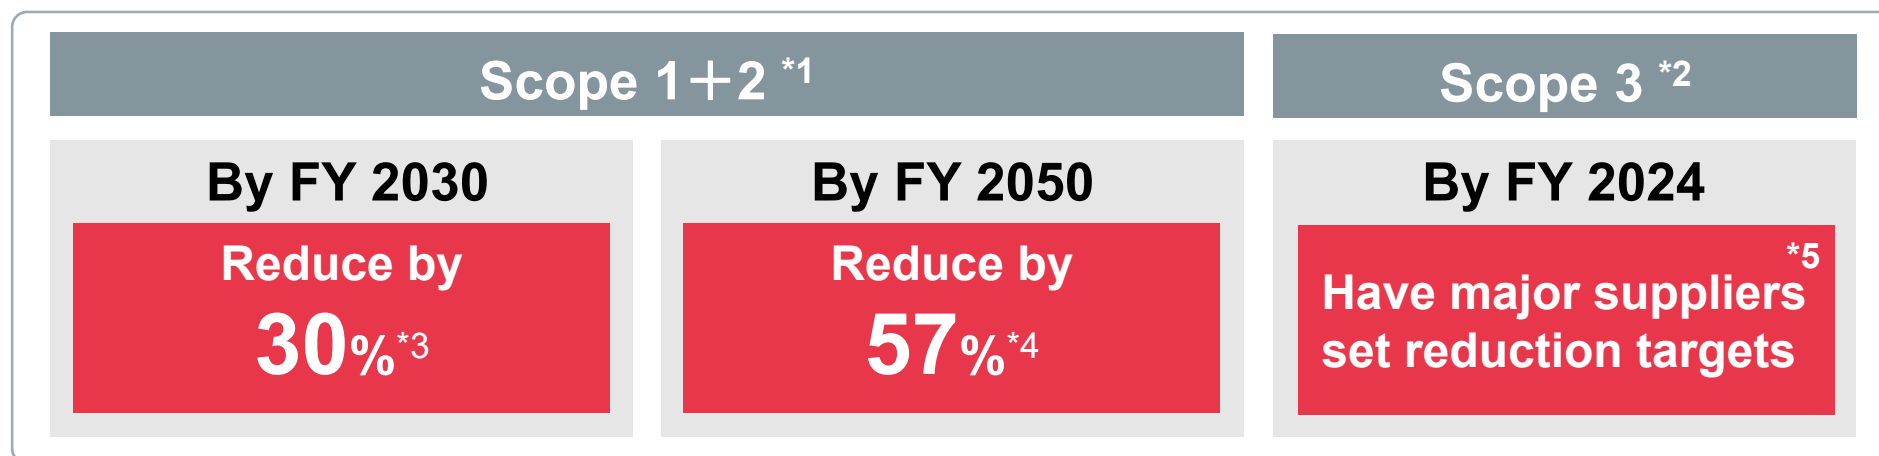 Scope 1＋2 *1
By FY 2030
Reduce by
30%*3
By FY 2050
Reduce by
57%*4
Scope 3 *2
By FY 2024
*5
Have major suppliers
set reduction targets